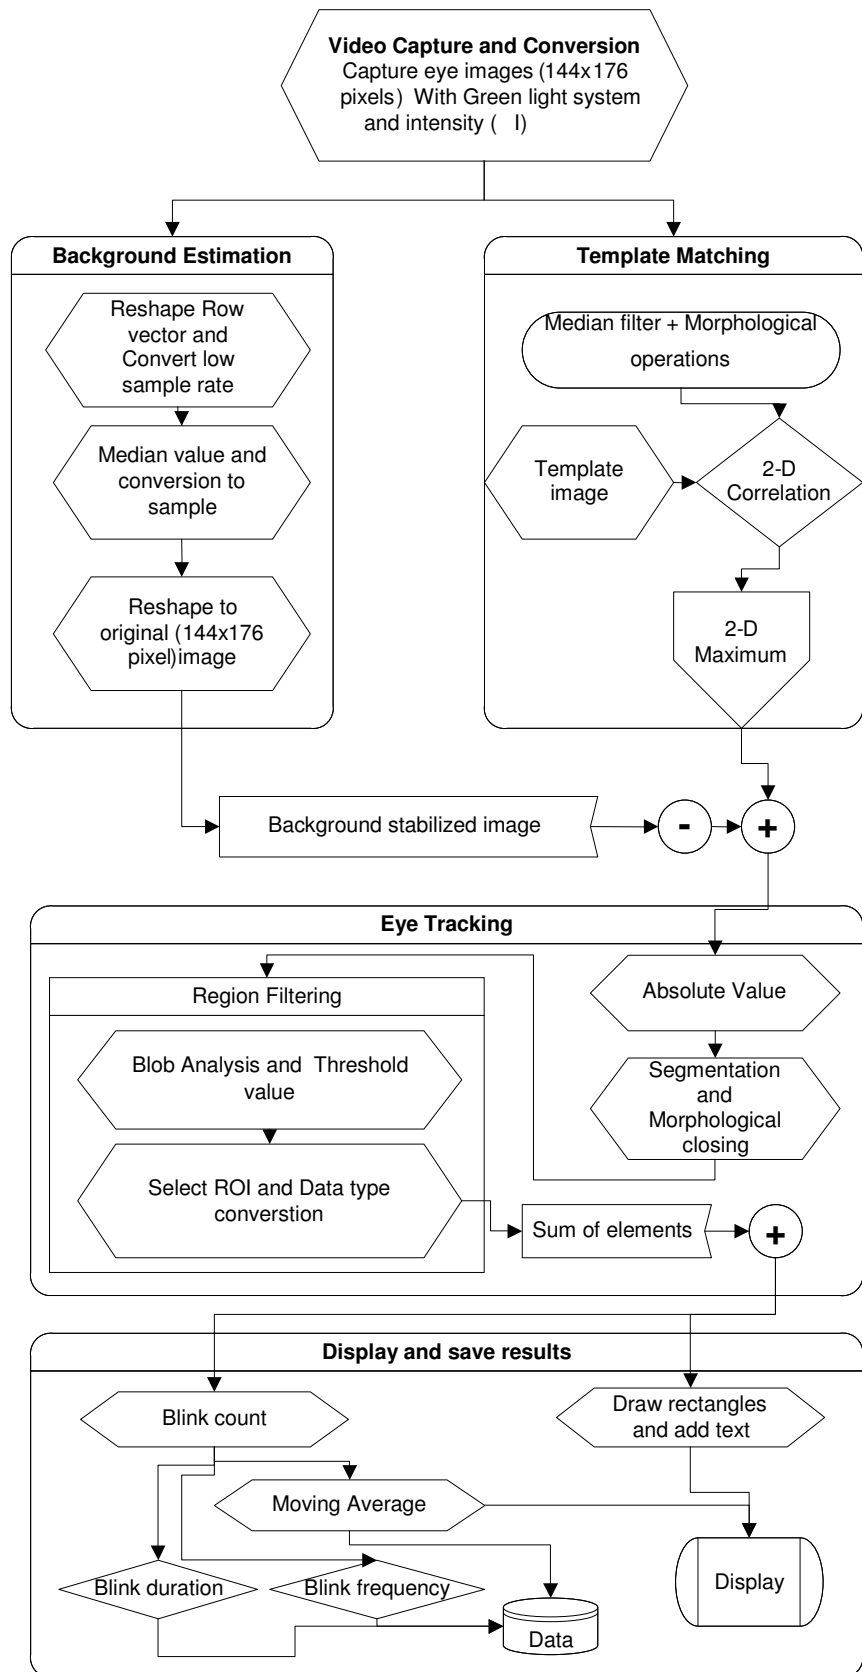 Video Capture and Conversion
Capture eye images (144x176
pixels) With Green light system
and intensity ( I)
Background Estimation
Reshape Row
vector and
Convert low
sample rate
Median value and
conversion to
sample
Reshape to
original (144x176
pixel)image
Template Matching
Median filter + Morphological
operations
Template
image
2-D
Correlation
2-D
Maximum
Background stabilized image
-
+
Eye Tracking
Region Filtering
Blob Analysis and Threshold
value
Select ROI and Data type
converstion
Absolute Value
Segmentation
and
Morphological
closing
Sum of elements
+
Display and save results
Blink count
Draw rectangles
and add text
Moving Average
Blink duration
Blink frequency
Data
Display